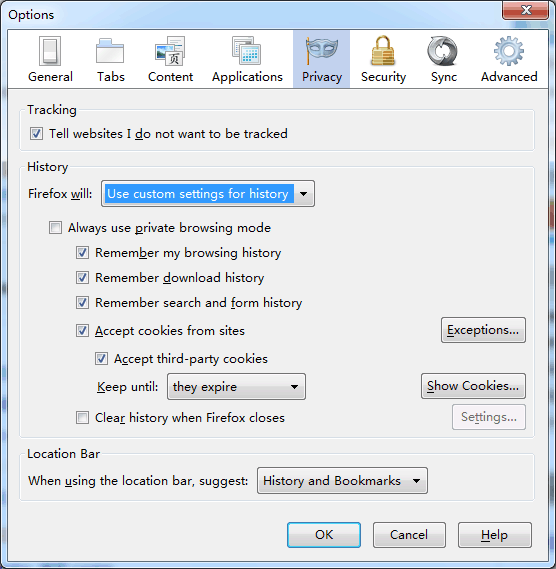 Options
General Tabs Content Applications Privacy Security Sync Advanced
Tracking
Tell websites I do not want to be tracked
History
Firefox will: Use custom settings for history
Always use private browsing mode
Remember my browsing history
Remember download history
Remember search and form history
Accept cookies from sites Exceptions...
Accept third-party cookies
Keep until: they expire Show Cookies...
Clear history when Firefox closes Settings...
Location Bar
When using the location bar, suggest: History and Bookmarks
OK Cancel Help